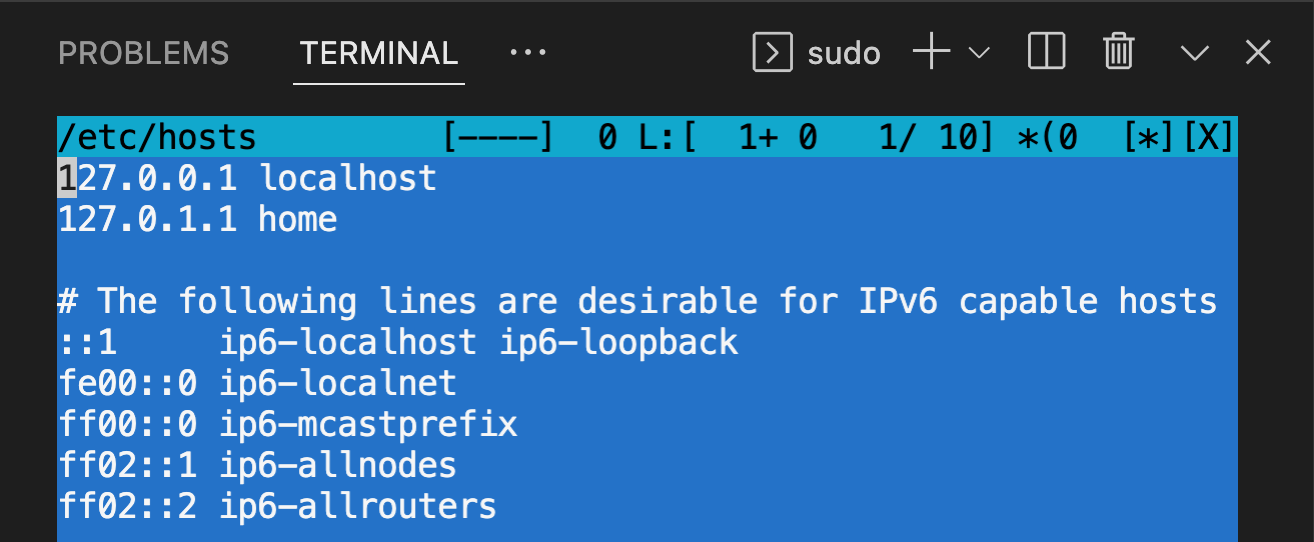 PROBLEMS TERMINAL ··· sudo
/etc/hosts [----] 0 L:[ 1+ 0 1/ 10] *(0 [*][X]
127.0.0.1 localhost
127.0.1.1 home
# The following lines are desirable for IPv6 capable hosts
::1 ip6-localhost ip6-loopback
fe00::0 ip6-localnet
ff00::0 ip6-mcastprefix
ff02::1 ip6-allnodes
ff02::2 ip6-allrouters